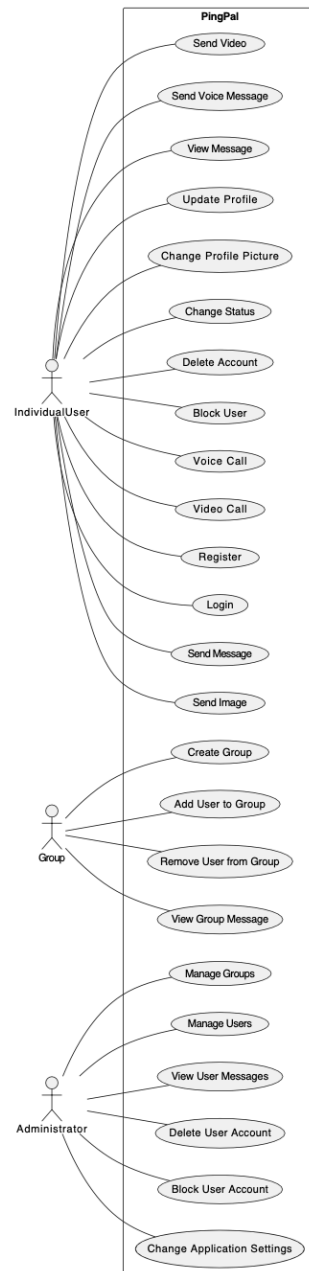 PingPal
Send Video
Send Voice Message
View Message
Update Profile
Change Profile Picture
Change Status
Delete Account
IndividualUser
Block User
Voice Call
Video Call
Register
Login
Send Message
Send Image
Create Group
Add User to Group
Group
Remove User from Group
View Group Message
Manage Groups
Manage Users
View User Messages
Administrator
Delete User Account
Block User Account
Change Application Settings